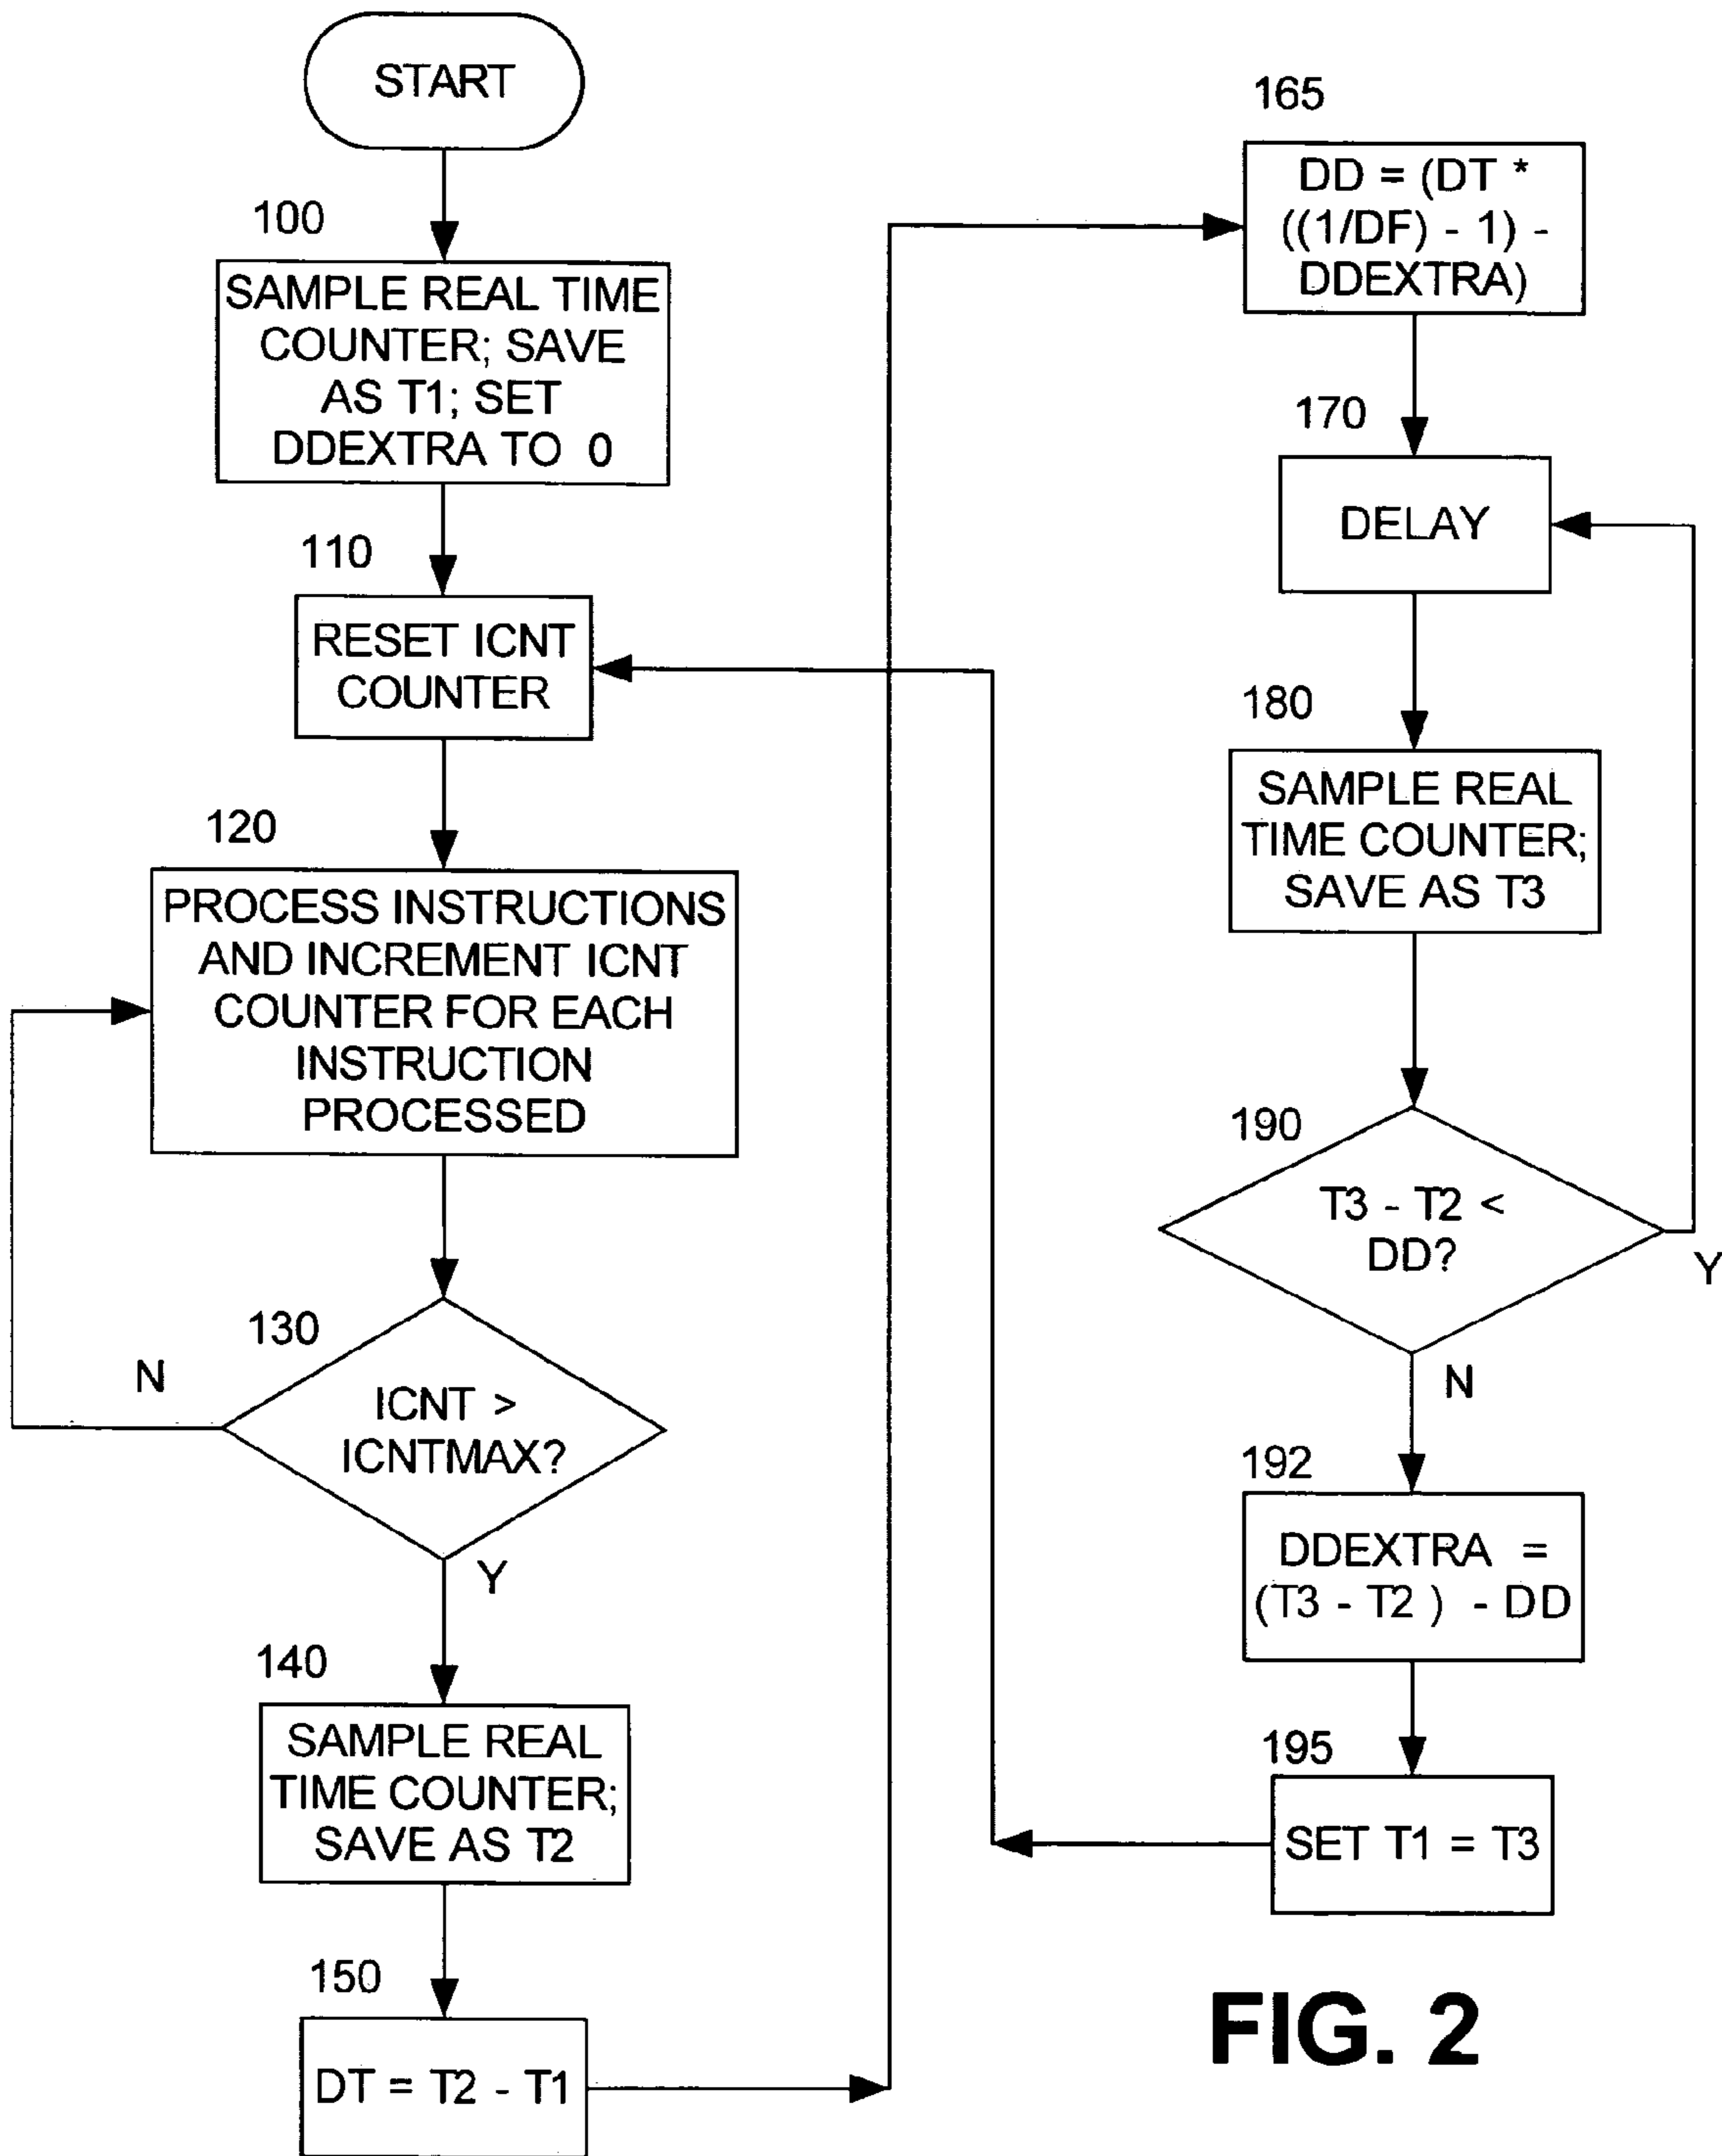 START
100
SAMPLE REAL TIME
COUNTER; SAVE
AS T1; SET
DDEXTRA TO 0
110
RESET ICNT
COUNTER
120
PROCESS INSTRUCTIONS
AND INCREMENT ICNT
COUNTER FOR EACH
INSTRUCTION
PROCESSED
130
N
ICNT >
ICNTMAX?
Y
140
SAMPLE REAL
TIME COUNTER;
SAVE AS T2
150
DT = T2 - T1
165
DD = (DT *
((1/DF) - 1) -
DDEXTRA)
170
DELAY
180
SAMPLE REAL
TIME COUNTER;
SAVE AS T3
190
T3 - T2 <
DD?
Y
N
192
DDEXTRA =
(T3 - T2 ) - DD
195
SET T1 = T3
FIG. 2